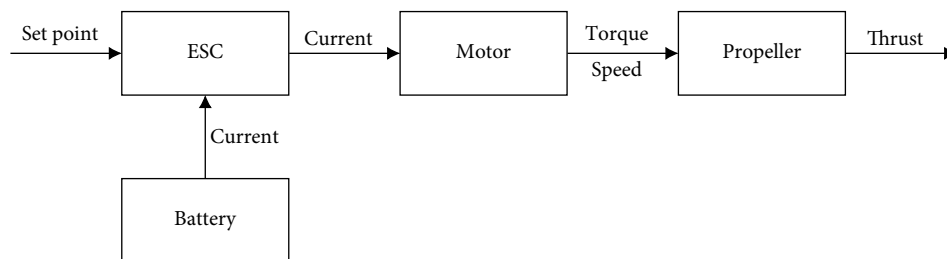 Set point
ESC
Current
Motor
Torque
Speed
Propeller
Thrust
Current
Battery